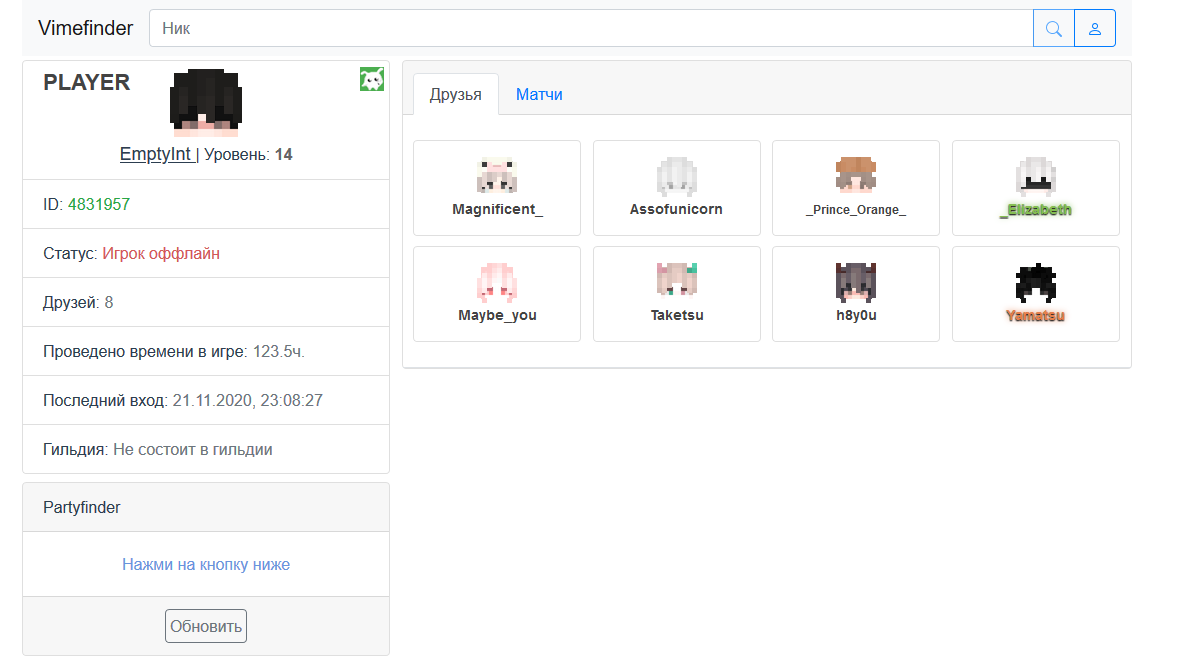 Vimefinder
Ник
PLAYER
EmptyInt | Уровень: 14
ID: 4831957
Статус: Игрок оффлайн
Друзей: 8
Проведено времени в игре: 123.5ч.
Последний вход: 21.11.2020, 23:08:27
Гильдия: Не состоит в гильдии
Partyfinder
Нажми на кнопку ниже
Обновить
Друзья Матчи
Magnificent_ Assofunicorn _Prince_Orange_ _Elizabeth
Maybe_you Taketsu h8y0u Yamatsu